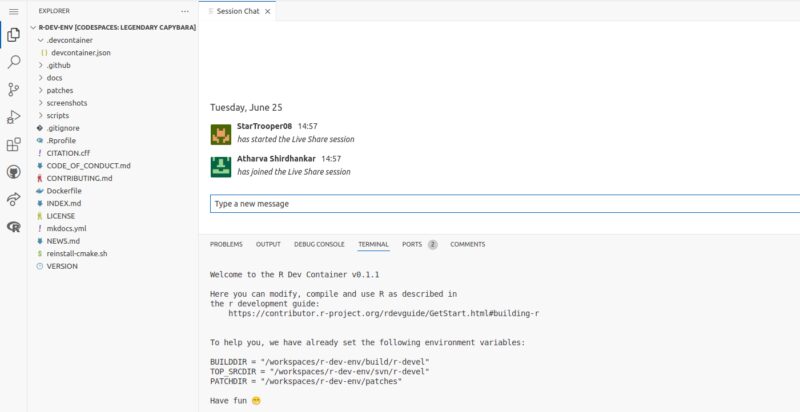 EXPLORER
R-DEV-ENV [CODESPACES: LEGENDARY CAPYBARA]
.devcontainer
devcontainer.json
.github
docs
patches
screenshots
scripts
.gitignore
.Rprofile
CITATION.cff
CODE_OF_CONDUCT.md
CONTRIBUTING.md
Dockerfile
INDEX.md
LICENSE
mkdocs.yml
NEWS.md
reinstall-cmake.sh
VERSION
Session Chat
Tuesday, June 25
StarTrooper08 14:57
has started the Live Share session
Atharva Shirdhankar 14:57
has joined the Live Share session
Type a new message
PROBLEMS OUTPUT DEBUG CONSOLE TERMINAL PORTS 2 COMMENTS
Welcome to the R Dev Container v0.1.1
Here you can modify, compile and use R as described in
the r development guide:
https://contributor.r-project.org/rdevguide/GetStart.html#building-r
To help you, we have already set the following environment variables:
BUILDDIR = "/workspaces/r-dev-env/build/r-devel"
TOP_SRCDIR = "/workspaces/r-dev-env/svn/r-devel"
PATCHDIR = "/workspaces/r-dev-env/patches"
Have fun 😁